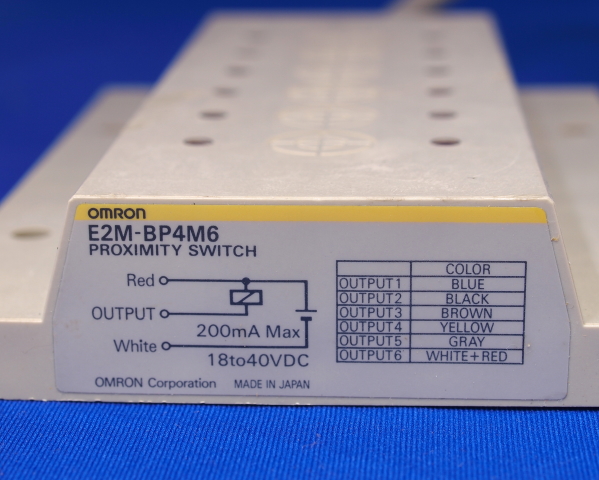 OMRON
E2M-BP4M6
PROXIMITY SWITCH
Red
OUTPUT
200mA Max
White
18to40VDC
COLOR
OUTPUT1 BLUE
OUTPUT2 BLACK
OUTPUT3 BROWN
OUTPUT4 YELLOW
OUTPUT5 GRAY
OUTPUT6 WHITE+RED
OMRON Corporation MADE IN JAPAN